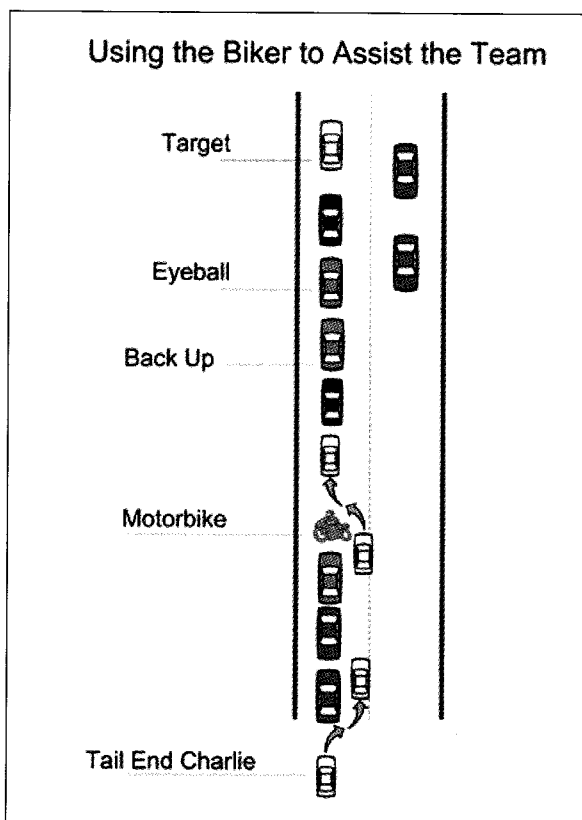 Using the Biker to Assist the Team
Target
Eyeball
Back Up
Motorbike
Tail End Charlie